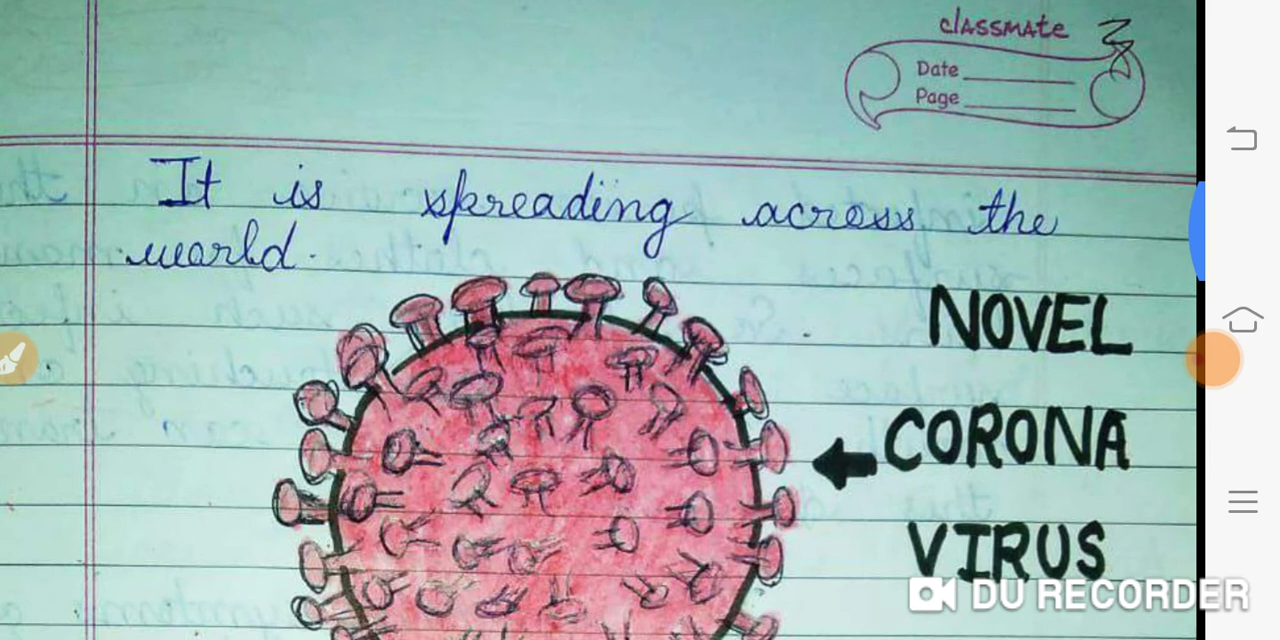 classmate
Date
Page
It is spreading across the
world.
NOVEL
CORONA
VIRUS
DU RECORDER